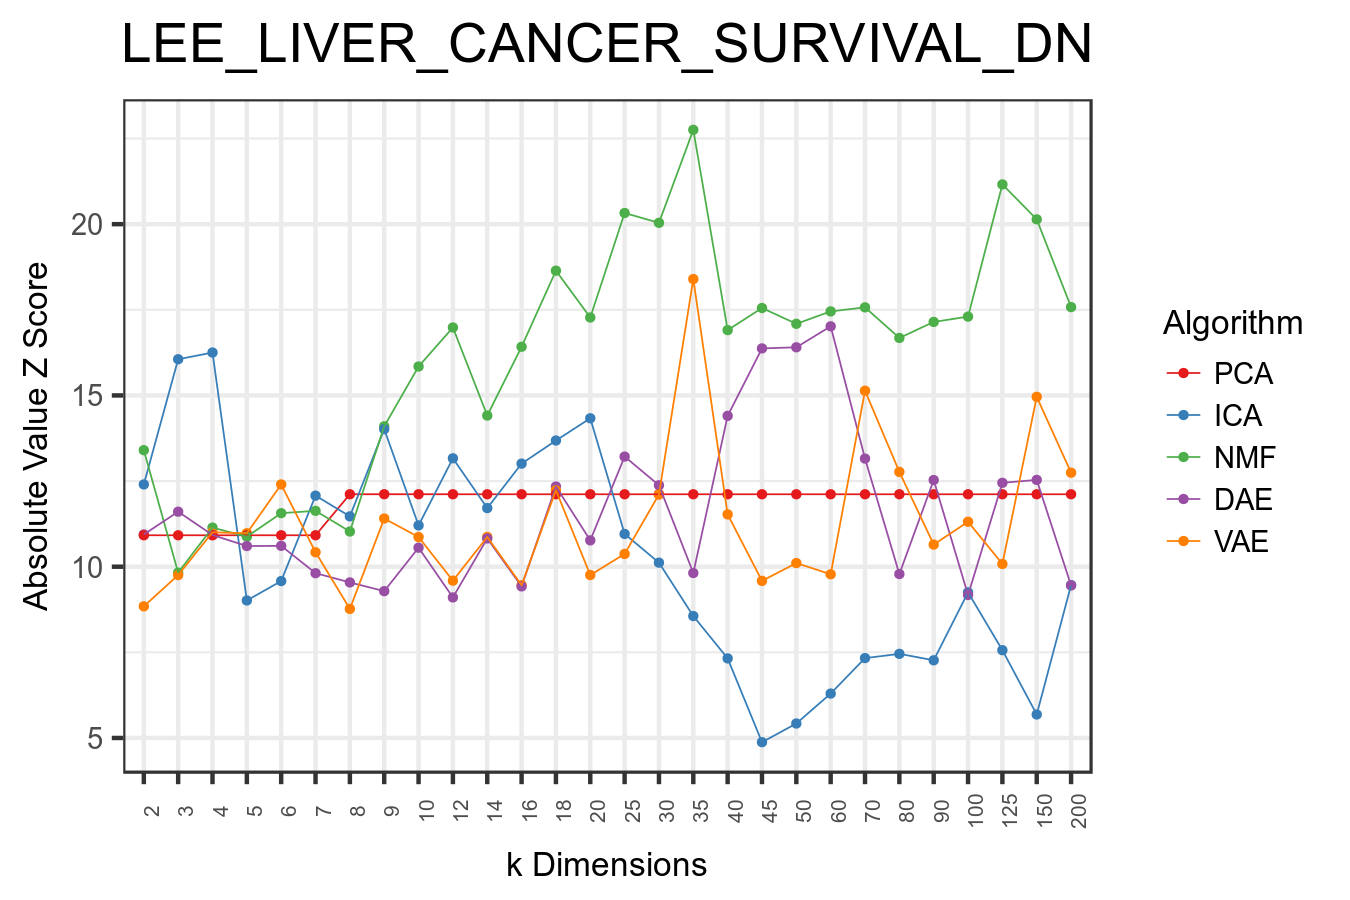 LEE_LIVER_CANCER_SURVIVAL_DN
Absolute Value Z Score
20
15
10
5
2 3 4 5 6 7 8 9 10 12 14 16 18 20 25 30 35 40 45 50 60 70 80 90 100 125 150 200
k Dimensions
Algorithm
PCA
ICA
NMF
DAE
VAE